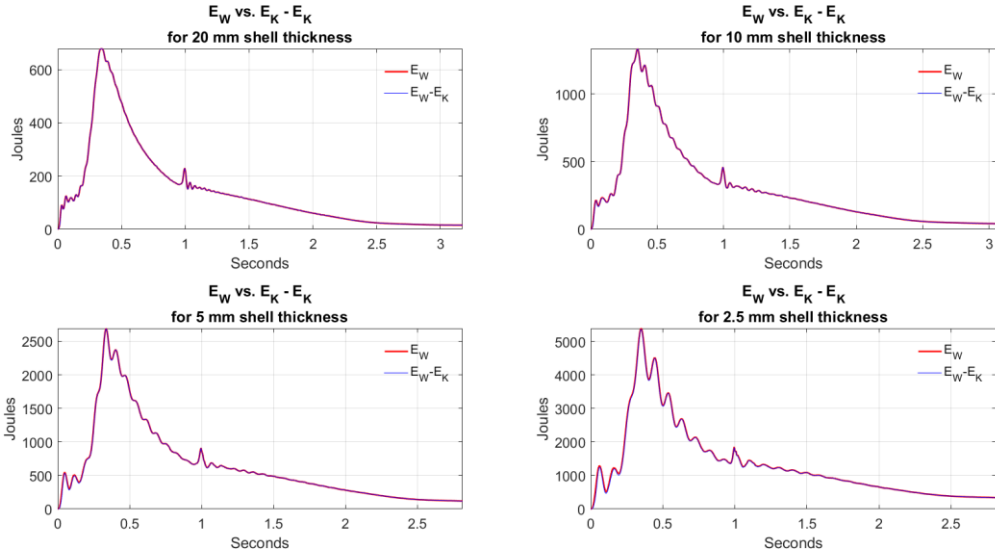 E_W vs. E_K - E_K
for 20 mm shell thickness
600
400
200
0
Joules
E_W
E_W-E_K
0 0.5 1 1.5 2 2.5 3
Seconds
E_W vs. E_K - E_K
for 10 mm shell thickness
1000
500
0
Joules
E_W
E_W-E_K
0 0.5 1 1.5 2 2.5 3
Seconds
E_W vs. E_K - E_K
for 5 mm shell thickness
2500
2000
1500
1000
500
0
Joules
E_W
E_W-E_K
0 0.5 1 1.5 2 2.5
Seconds
E_W vs. E_K - E_K
for 2.5 mm shell thickness
5000
4000
3000
2000
1000
0
Joules
E_W
E_W-E_K
0 0.5 1 1.5 2 2.5
Seconds